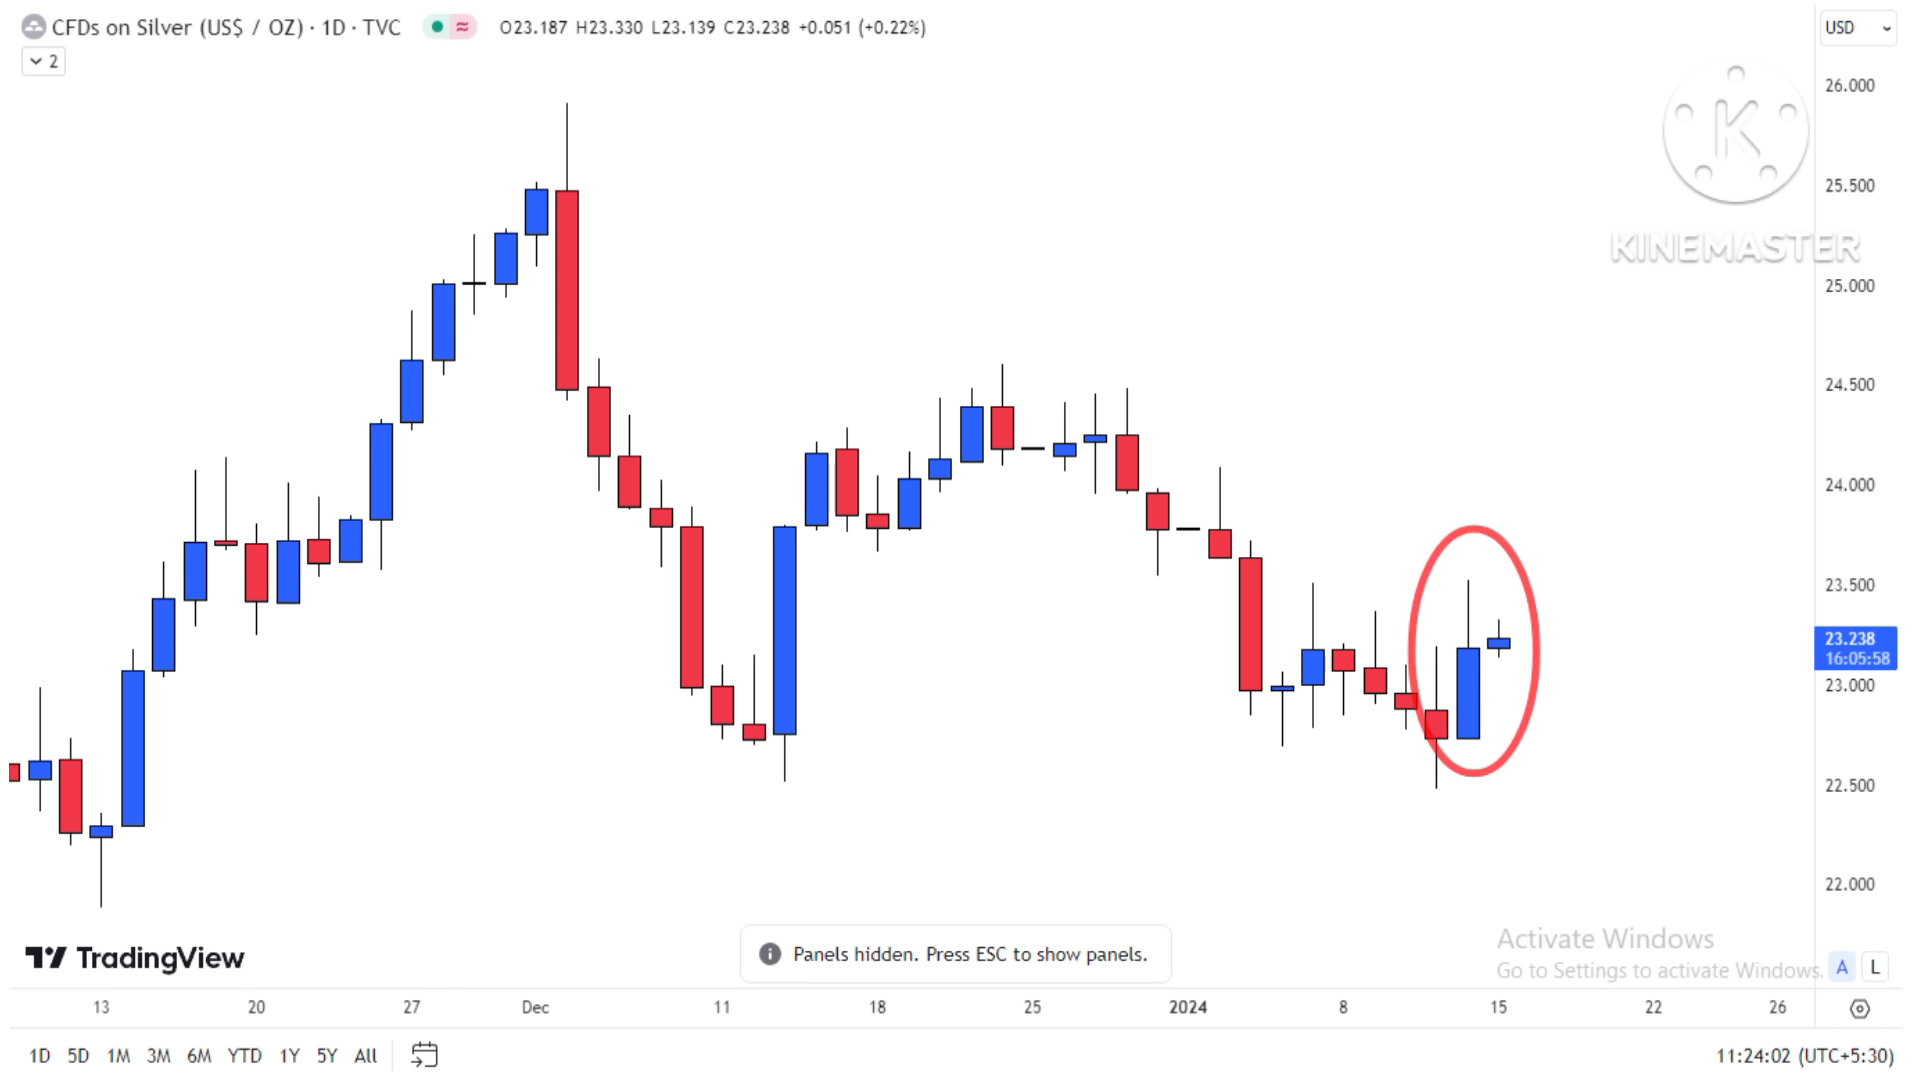 CFDs on Silver (US$ / OZ) · 1D · TVC O23.187 H23.330 L23.139 C23.238 +0.051 (+0.22%)
USD
2
26.000
K
25.500
KINEMASTER
25.000
24.500
24.000
23.500
23.238
16:05:58
23.000
22.500
22.000
TradingView
Panels hidden. Press ESC to show panels.
Activate Windows
Go to Settings to activate Windows.
A L
13 20 27 Dec 11 18 25 2024 8 15 22 26
1D 5D 1M 3M 6M YTD 1Y 5Y All
11:24:02 (UTC+5:30)